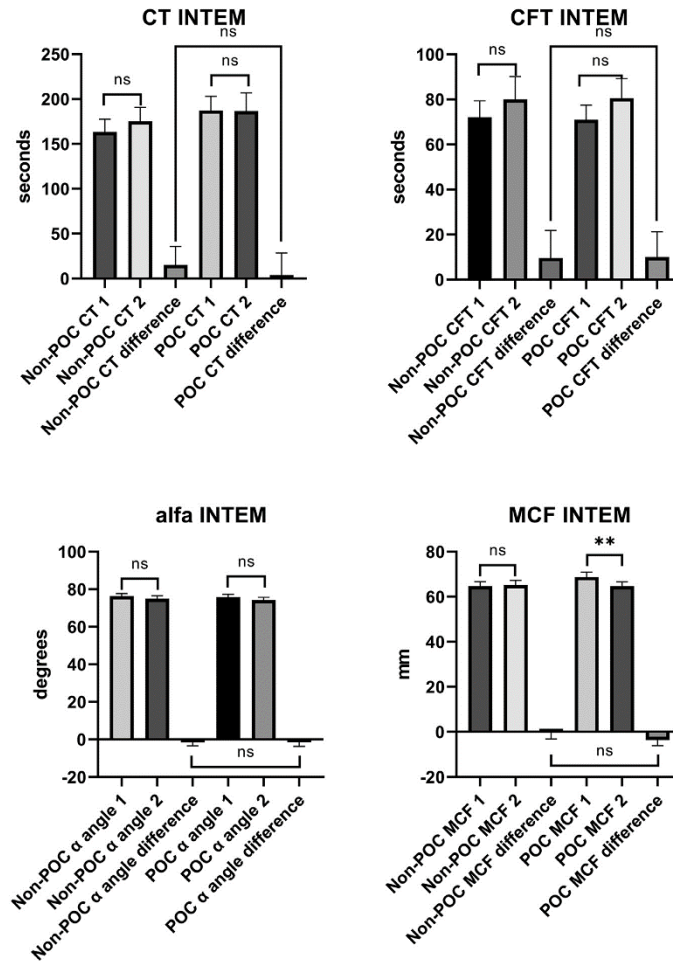 CT INTEM
ns
ns
ns
250
200
150
100
50
0
seconds
Non-POC CT 1
Non-POC CT 2
Non-POC CT difference
POC CT 1
POC CT 2
POC CT difference
CFT INTEM
ns
ns
ns
100
80
60
40
20
0
seconds
Non-POC CFT 1
Non-POC CFT 2
Non-POC CFT difference
POC CFT 1
POC CFT 2
POC CFT difference
alfa INTEM
ns
ns
ns
100
80
60
40
20
0
-20
degrees
Non-POC α angle 1
Non-POC α angle 2
Non-POC α angle difference
POC α angle 1
POC α angle 2
POC α angle difference
MCF INTEM
ns
**
ns
80
60
40
20
0
-20
mm
Non-POC MCF 1
Non-POC MCF 2
Non-POC MCF difference
POC MCF 1
POC MCF 2
POC MCF difference